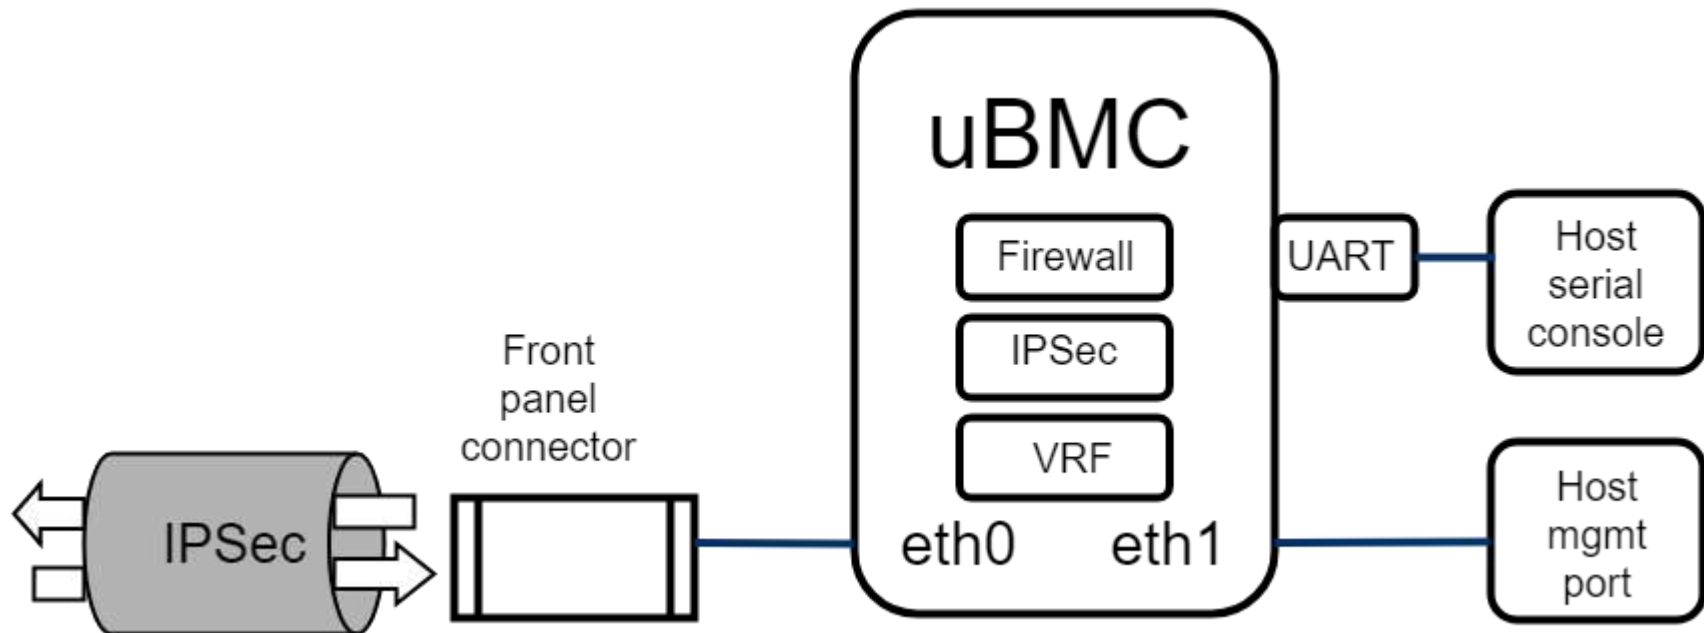 uBMC
Firewall
UART
Host
serial
console
IPSec
Front
panel
connector
VRF
Host
mgmt
port
IPSec
eth0
eth1